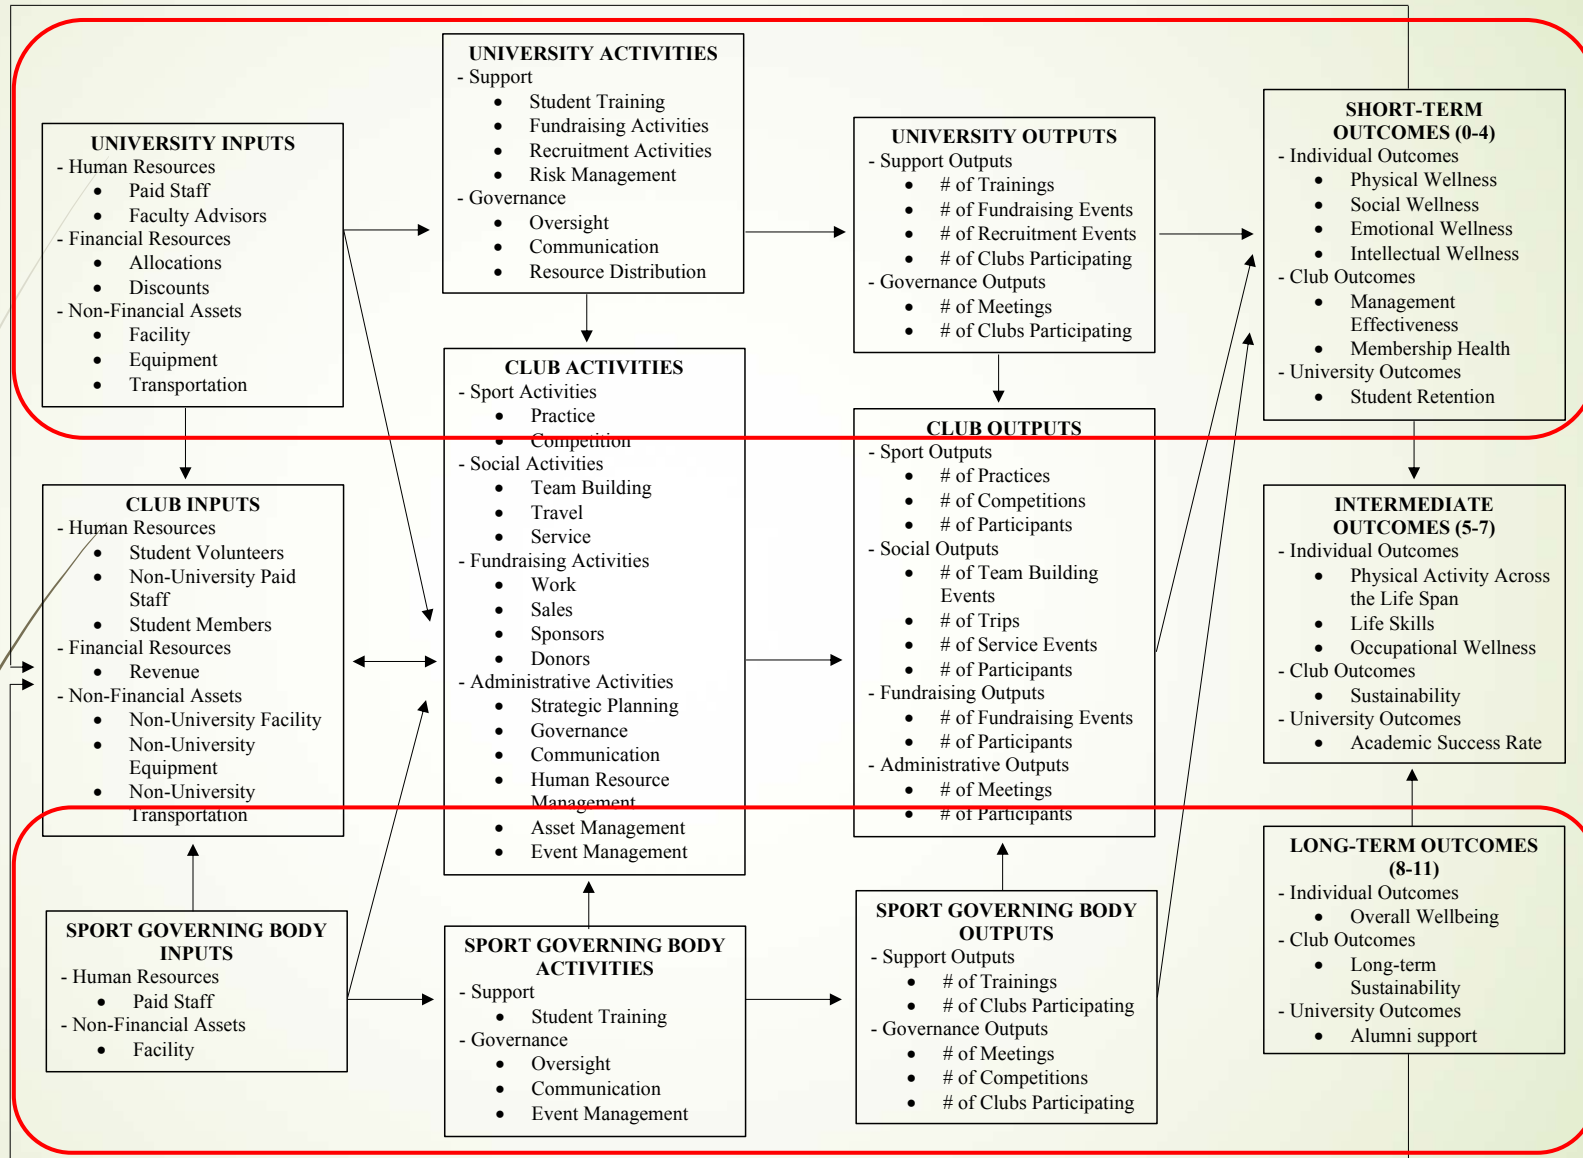 UNIVERSITY INPUTS
- Human Resources
• Paid Staff
• Faculty Advisors
- Financial Resources
• Allocations
• Discounts
- Non-Financial Assets
• Facility
• Equipment
• Transportation
UNIVERSITY ACTIVITIES
- Support
• Student Training
• Fundraising Activities
• Recruitment Activities
• Risk Management
- Governance
• Oversight
• Communication
• Resource Distribution
UNIVERSITY OUTPUTS
- Support Outputs
• # of Trainings
• # of Fundraising Events
• # of Recruitment Events
• # of Clubs Participating
- Governance Outputs
• # of Meetings
• # of Clubs Participating
SHORT-TERM
OUTCOMES (0-4)
- Individual Outcomes
• Physical Wellness
• Social Wellness
• Emotional Wellness
• Intellectual Wellness
- Club Outcomes
• Management
Effectiveness
• Membership Health
- University Outcomes
• Student Retention
CLUB INPUTS
- Human Resources
• Student Volunteers
• Non-University Paid
Staff
• Student Members
- Financial Resources
• Revenue
- Non-Financial Assets
• Non-University Facility
• Non-University
Equipment
• Non-University
Transportation
CLUB ACTIVITIES
- Sport Activities
• Practice
• Competition
- Social Activities
• Team Building
• Travel
• Service
- Fundraising Activities
• Work
• Sales
• Sponsors
• Donors
- Administrative Activities
• Strategic Planning
• Governance
• Communication
• Human Resource
Management
• Asset Management
• Event Management
CLUB OUTPUTS
- Sport Outputs
• # of Practices
• # of Competitions
• # of Participants
- Social Outputs
• # of Team Building
Events
• # of Trips
• # of Service Events
• # of Participants
- Fundraising Outputs
• # of Fundraising Events
• # of Participants
- Administrative Outputs
• # of Meetings
• # of Participants
INTERMEDIATE
OUTCOMES (5-7)
- Individual Outcomes
• Physical Activity Across
the Life Span
• Life Skills
• Occupational Wellness
- Club Outcomes
• Sustainability
- University Outcomes
• Academic Success Rate
SPORT GOVERNING BODY
INPUTS
- Human Resources
• Paid Staff
- Non-Financial Assets
• Facility
SPORT GOVERNING BODY
ACTIVITIES
- Support
• Student Training
- Governance
• Oversight
• Communication
• Event Management
SPORT GOVERNING BODY
OUTPUTS
- Support Outputs
• # of Trainings
• # of Clubs Participating
- Governance Outputs
• # of Meetings
• # of Competitions
• # of Clubs Participating
LONG-TERM OUTCOMES
(8-11)
- Individual Outcomes
• Overall Wellbeing
- Club Outcomes
• Long-term
Sustainability
- University Outcomes
• Alumni support